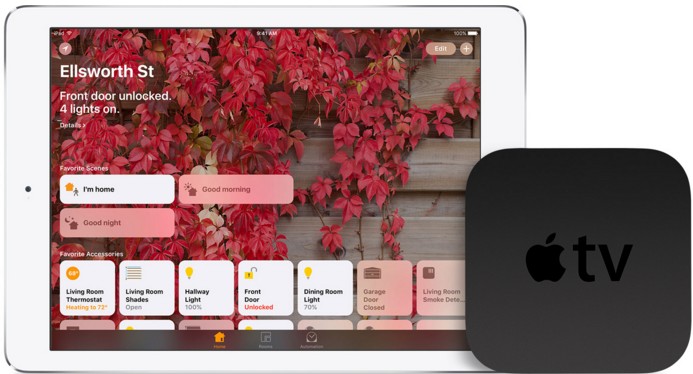 iPad
9:41 AM
100%
Edit
Ellsworth St
Front door unlocked.
4 lights on.
Details >
Favorite Scenes
I'm home
Good morning
Good night
Favorite Accessories
68°
Living Room
Thermostat
Heating to 72°
Living Room
Shades
Open
Hallway
Light
100%
Front
Door
Unlocked
Dining Room
Light
70%
Garage
Door
Closed
Living Room
Smoke Dete...
Home
Rooms
Automation
tv